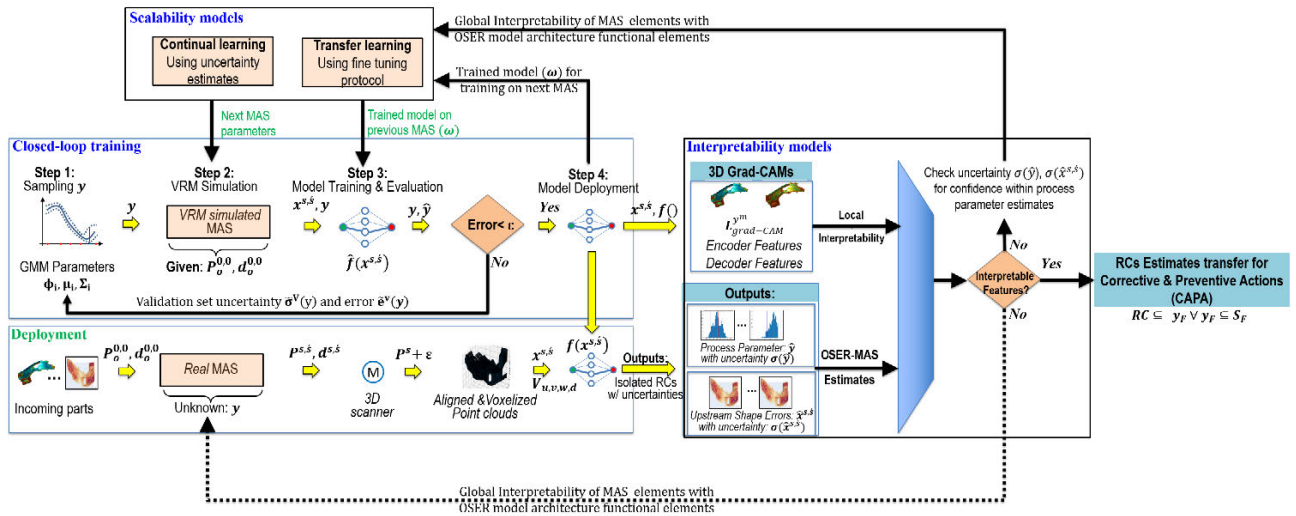 Scalability models
Continual learning
Using uncertainty
estimates
Transfer learning
Using fine tuning
protocol
Global Interpretability of MAS elements with
OSER model architecture functional elements
Trained model (ω) for
training on next MAS
Next MAS
parameters
Trained model on
previous MAS (ω)
Closed-loop training
Step 1:
Sampling y
y
GMM Parameters
ϕᵢ, μᵢ, Σᵢ
Step 2:
VRM Simulation
VRM simulated
MAS
Given: P₀^{0,0}, d₀^{0,0}
x^{s,ṡ}, y
Step 3:
Model Training & Evaluation
f̂(x^{s,ṡ})
y, ŷ
Error< ε
Yes
No
Step 4:
Model Deployment
x^{s,ṡ}, f()
Validation set uncertainty σ̄^V(y) and error ẽ^v(y)
Deployment
Incoming parts
P₀^{0,0}, d₀^{0,0}
Real MAS
Unknown: y
P^{s,ṡ}, d^{s,ṡ}
M
3D
scanner
P^s + ε
Aligned &Voxelized
Point clouds
x^{s,ṡ}
V_{u,v,w,d}
f(x^{s,ṡ})
Outputs:
Isolated RCs
w/ uncertainties
Interpretability models
3D Grad-CAMs
I^{y^m}_{grad-CAM}
Encoder Features
Decoder Features
Local
Interpretability
Outputs:
Process Parameter: ŷ
with uncertainty σ(ŷ)
Upstream Shape Errors: x̂^{s,ṡ}
with uncertainty: σ(x̂^{s,ṡ})
OSER-MAS
Estimates
Check uncertainty σ(ŷ), σ(x̂^{s,ṡ})
for confidence within process
parameter estimates
No
Interpretable
Features?
Yes
No
RCs Estimates transfer for
Corrective & Preventive Actions
(CAPA)
RC ⊆ y_F ∨ y_F ⊆ S_F
Global Interpretability of MAS elements with
OSER model architecture functional elements